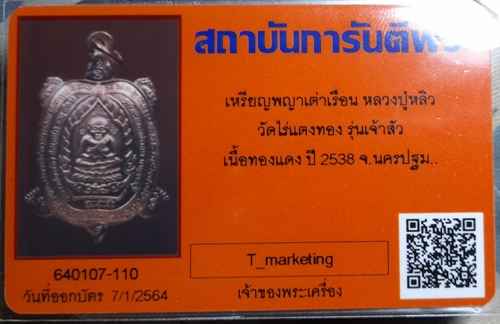 สถาบันการันตีพระ
เหรียญพญาเต่าเรือน หลวงปู่หลิว
วัดไร่แตงทอง รุ่นเจ้าสัว
เนื้อทองแดง ปี 2538 จ.นครปฐม..
T_marketing
640107-110
วันที่ออกบัตร 7/1/2564
เจ้าของพระเครื่อง